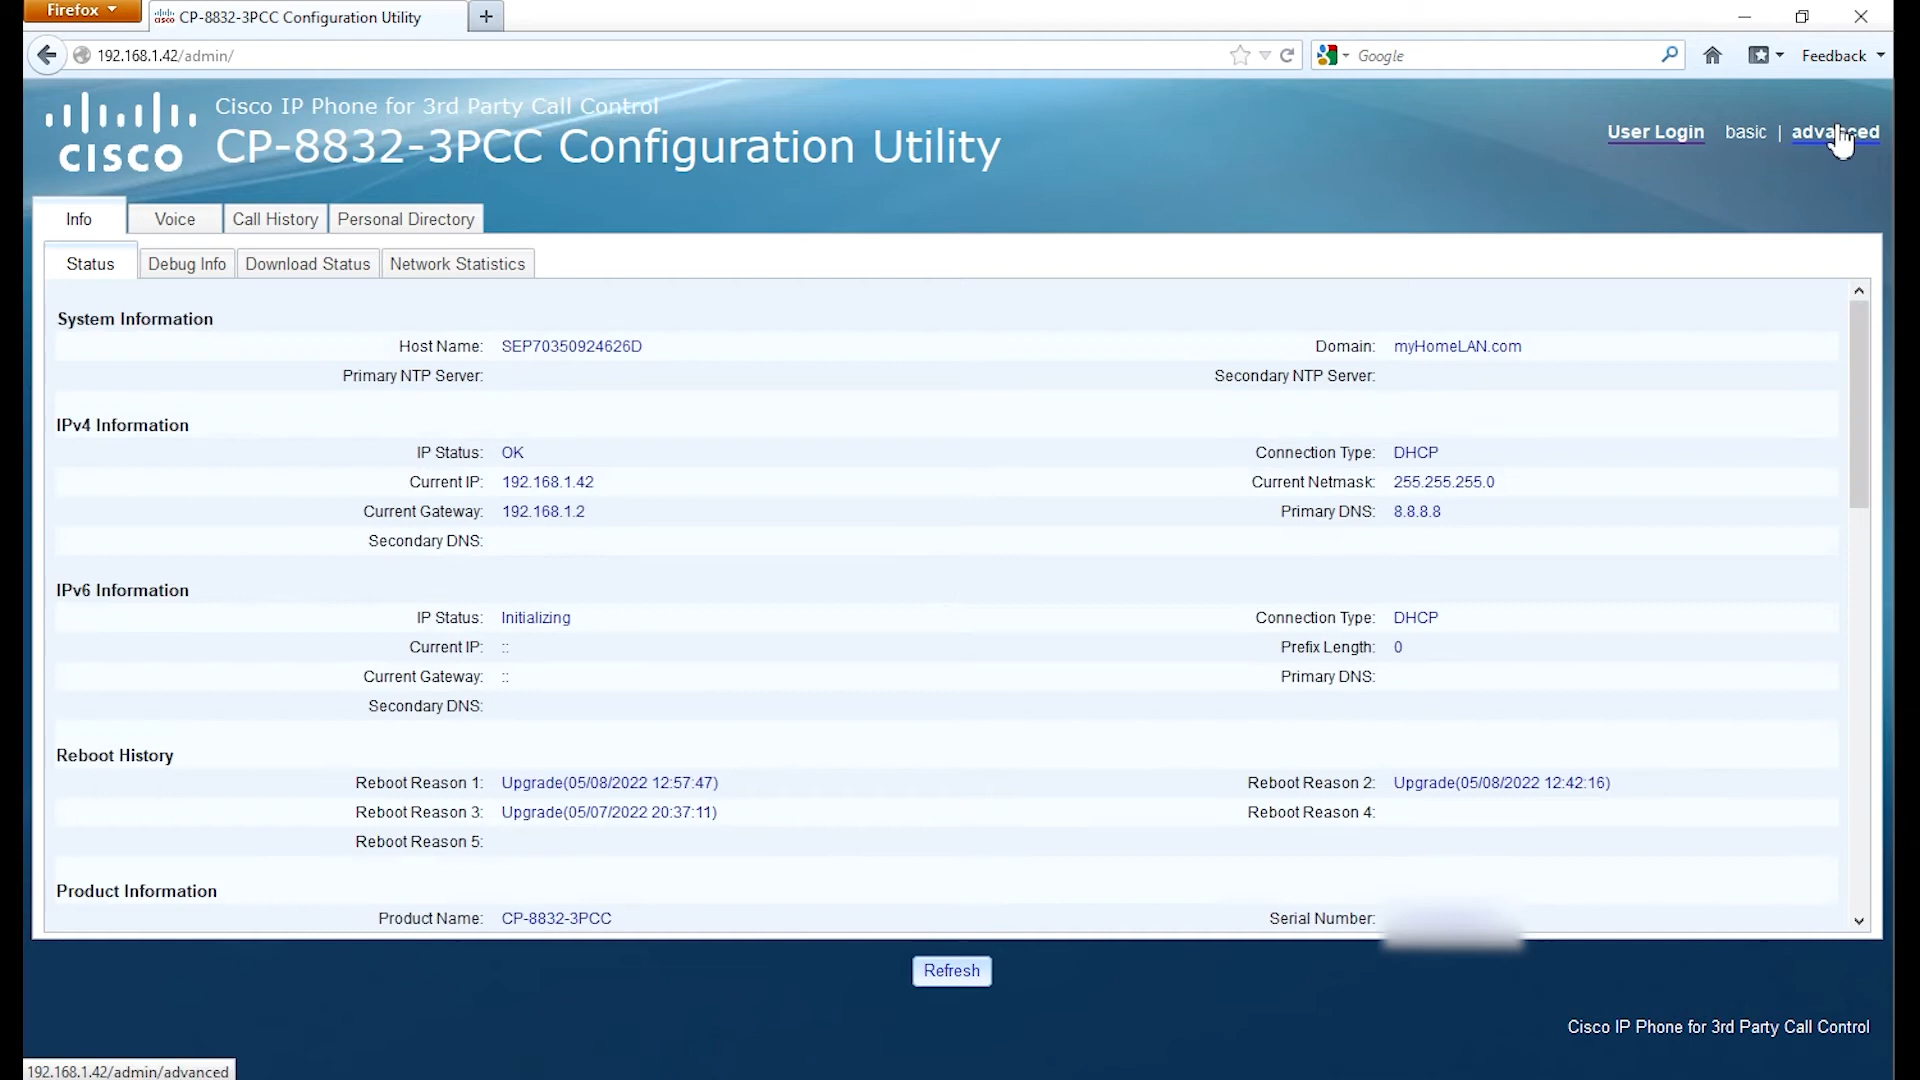 Firefox
CP-8832-3PCC Configuration Utility
192.168.1.42/admin/
Google
Feedback
Cisco IP Phone for 3rd Party Call Control
CP-8832-3PCC Configuration Utility
CISCO
User Login basic | advanced
Info Voice Call History Personal Directory
Status Debug Info Download Status Network Statistics
System Information
Host Name: SEP70350924626D Domain: myHomeLAN.com
Primary NTP Server: Secondary NTP Server:
IPv4 Information
IP Status: OK Connection Type: DHCP
Current IP: 192.168.1.42 Current Netmask: 255.255.255.0
Current Gateway: 192.168.1.2 Primary DNS: 8.8.8.8
Secondary DNS:
IPv6 Information
IP Status: Initializing Connection Type: DHCP
Current IP: :: Prefix Length: 0
Current Gateway: :: Primary DNS:
Secondary DNS:
Reboot History
Reboot Reason 1: Upgrade(05/08/2022 12:57:47) Reboot Reason 2: Upgrade(05/08/2022 12:42:16)
Reboot Reason 3: Upgrade(05/07/2022 20:37:11) Reboot Reason 4:
Reboot Reason 5:
Product Information
Product Name: CP-8832-3PCC Serial Number:
Refresh
Cisco IP Phone for 3rd Party Call Control
192.168.1.42/admin/advanced